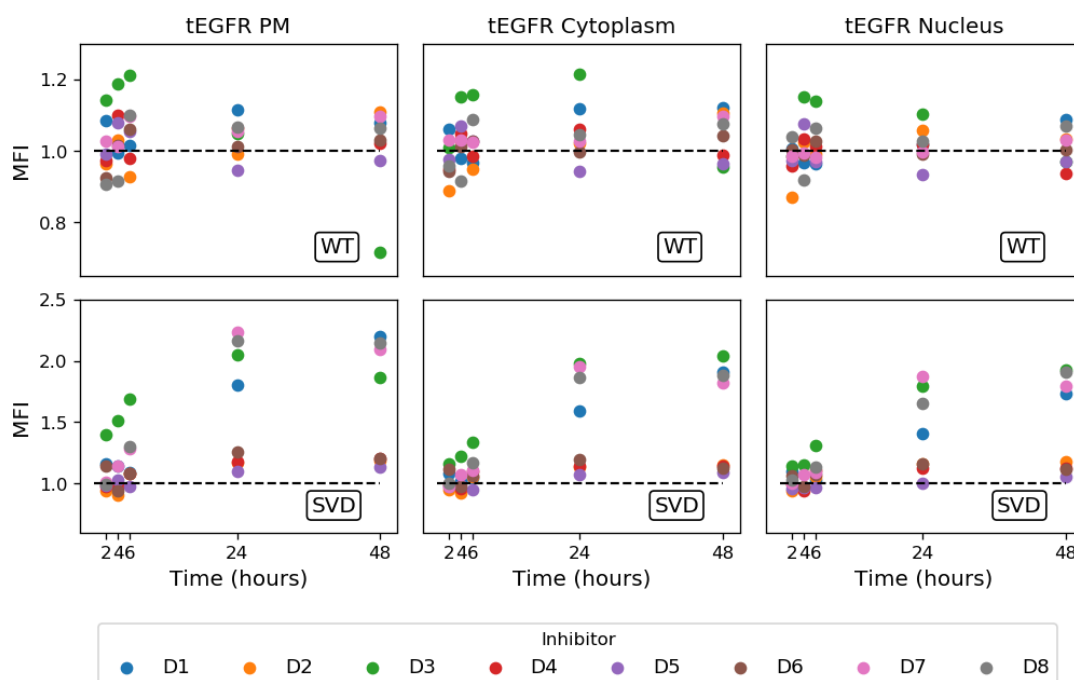 tEGFR PM tEGFR Cytoplasm tEGFR Nucleus
MFI
1.2
1.0
0.8
WT WT WT
MFI
2.5
2.0
1.5
1.0
SVD SVD SVD
2 4 6 24 48 2 4 6 24 48 2 4 6 24 48
Time (hours) Time (hours) Time (hours)
Inhibitor
D1 D2 D3 D4 D5 D6 D7 D8